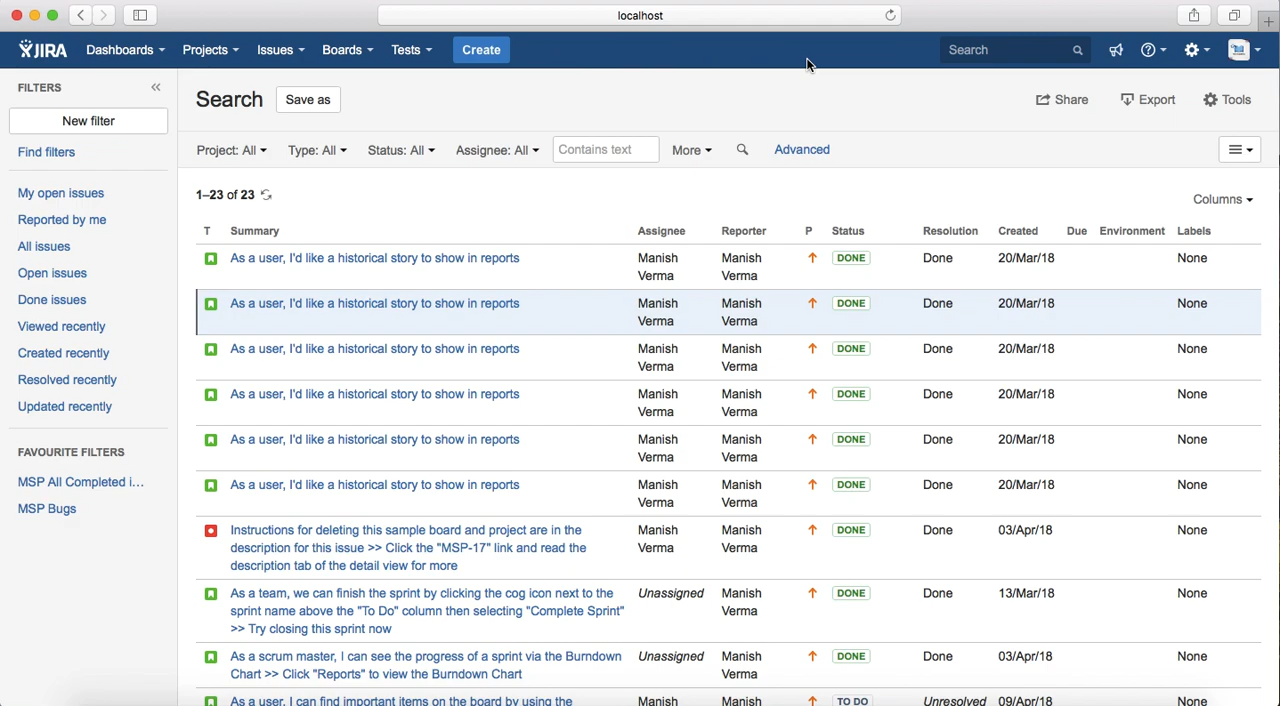 localhost
JIRA Dashboards Projects Issues Boards Tests Create Search
FILTERS
New filter
Find filters
My open issues
Reported by me
All issues
Open issues
Done issues
Viewed recently
Created recently
Resolved recently
Updated recently
FAVOURITE FILTERS
MSP All Completed i...
MSP Bugs
Search Save as Share Export Tools
Project: All Type: All Status: All Assignee: All Contains text More Advanced
1–23 of 23
Columns
T Summary Assignee Reporter P Status Resolution Created Due Environment Labels
As a user, I'd like a historical story to show in reports Manish Manish DONE Done 20/Mar/18 None
Verma Verma
As a user, I'd like a historical story to show in reports Manish Manish DONE Done 20/Mar/18 None
Verma Verma
As a user, I'd like a historical story to show in reports Manish Manish DONE Done 20/Mar/18 None
Verma Verma
As a user, I'd like a historical story to show in reports Manish Manish DONE Done 20/Mar/18 None
Verma Verma
As a user, I'd like a historical story to show in reports Manish Manish DONE Done 20/Mar/18 None
Verma Verma
As a user, I'd like a historical story to show in reports Manish Manish DONE Done 20/Mar/18 None
Verma Verma
Instructions for deleting this sample board and project are in the Manish Manish DONE Done 03/Apr/18 None
description for this issue >> Click the "MSP-17" link and read the Verma Verma
description tab of the detail view for more
As a team, we can finish the sprint by clicking the cog icon next to the Unassigned Manish DONE Done 13/Mar/18 None
sprint name above the "To Do" column then selecting "Complete Sprint" Verma
>> Try closing this sprint now
As a scrum master, I can see the progress of a sprint via the Burndown Unassigned Manish DONE Done 03/Apr/18 None
Chart >> Click "Reports" to view the Burndown Chart Verma
As a user, I can find important items on the board by using the Manish Manish TO DO Unresolved 09/Apr/18 None